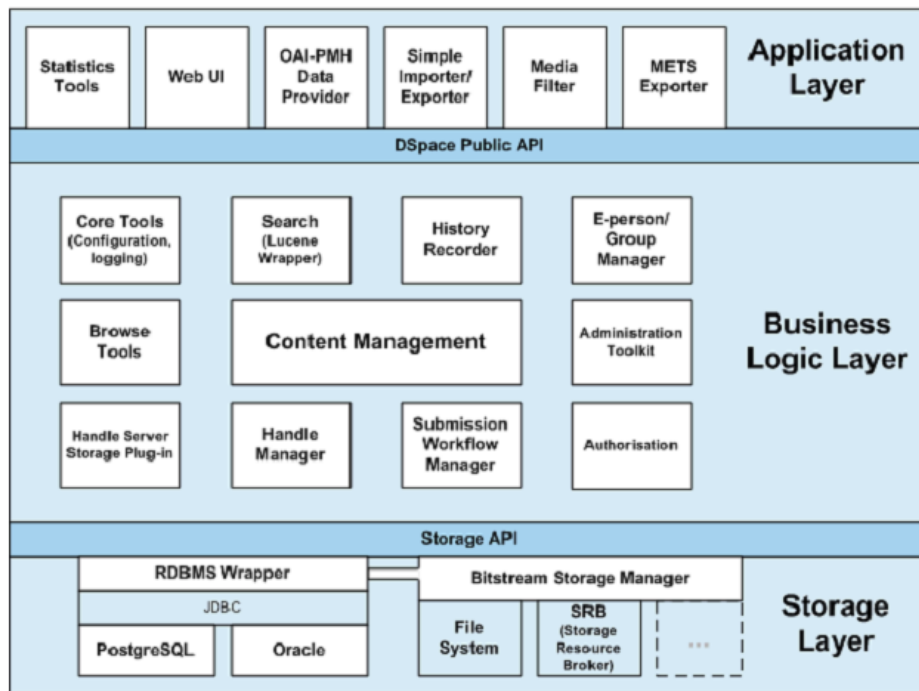 Statistics
Tools
Web UI
OAI-PMH
Data
Provider
Simple
Importer/
Exporter
Media
Filter
METS
Exporter
Application
Layer
DSpace Public API
Core Tools
(Configuration,
logging)
Search
(Lucene
Wrapper)
History
Recorder
E-person/
Group
Manager
Browse
Tools
Content Management
Administration
Toolkit
Business
Logic Layer
Handle Server
Storage Plug-in
Handle
Manager
Submission
Workflow
Manager
Authorisation
Storage API
RDBMS Wrapper
Bitstream Storage Manager
JDBC
PostgreSQL
Oracle
File
System
SRB
(Storage
Resource
Broker)
...
Storage
Layer